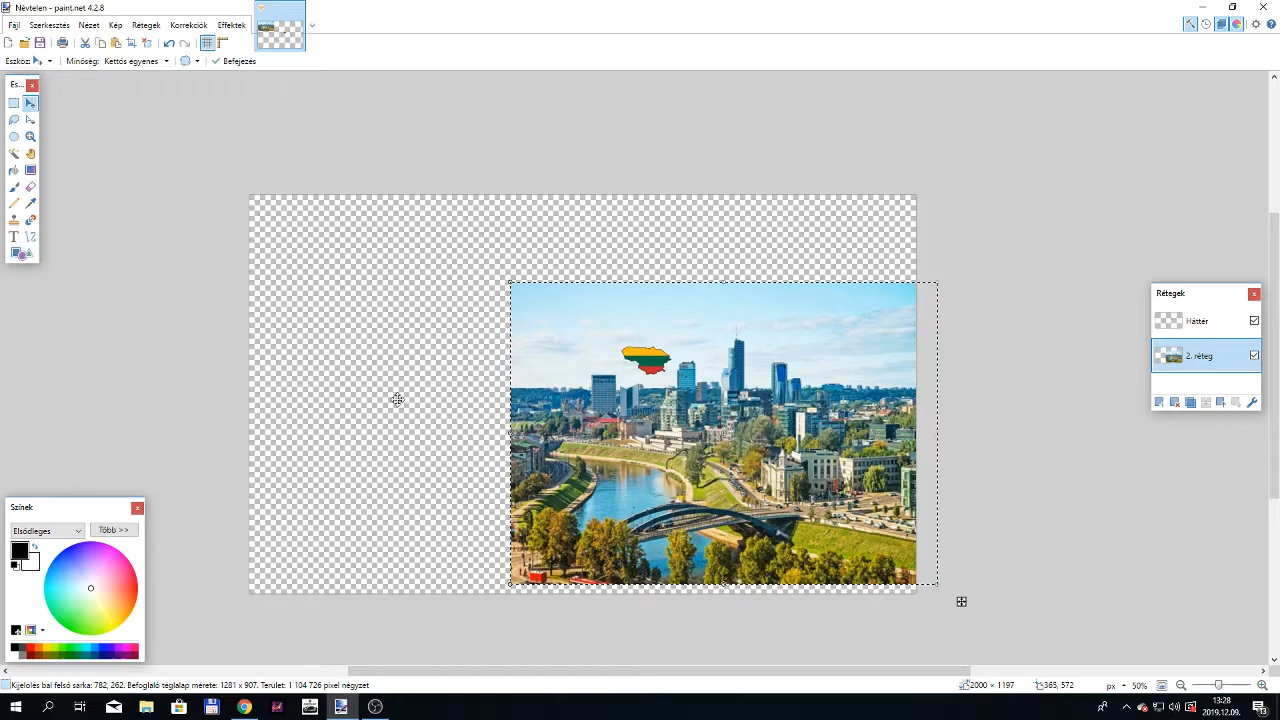 Névtelen - paint.net 4.2.8
Fájl Szerkesztés Nézet Kép Rétegek Korrekciók Effektek
Eszköz: Minőség: Kettős egyenes Befejezés
Es...
Rétegek
Háttér
2. réteg
Színek
Elsődleges Több >>
Kijelölés bal felső sarka: 782, 262. Befoglaló téglalap mérete: 1281 x 907. Terület: 1 104 726 pixel négyzet 2000 × 1197 365, 572 px 50%
13:28
2019.12.09.